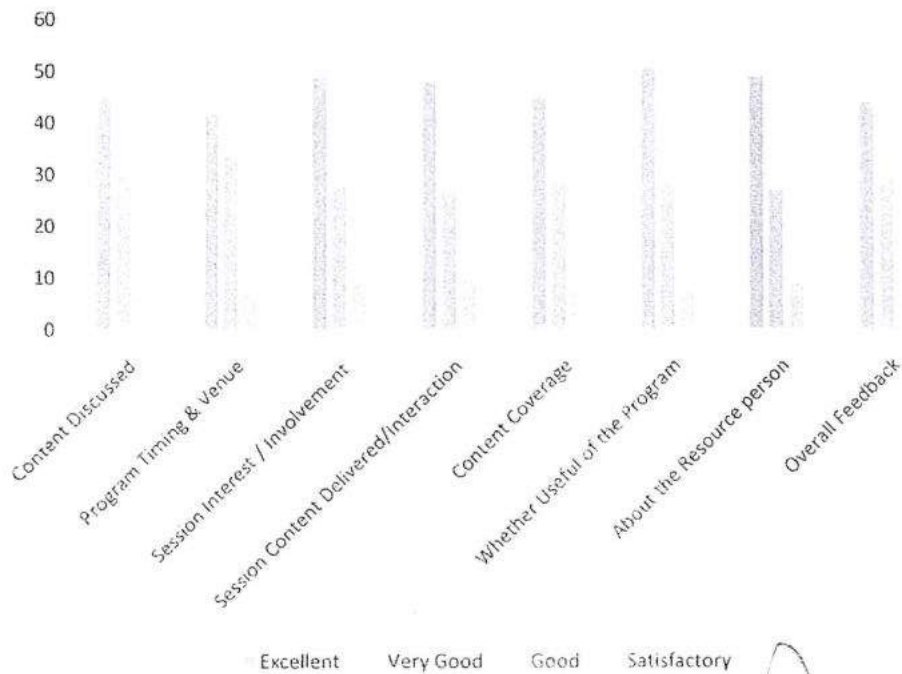 60
50
40
30
20
10
0
Content Discussed
Program Timing & Venue
Session Interest / Involvement
Session Content Delivered/Interaction
Content Coverage
Whether Useful of the Program
About the Resource person
Overall Feedback
Excellent Very Good Good Satisfactory